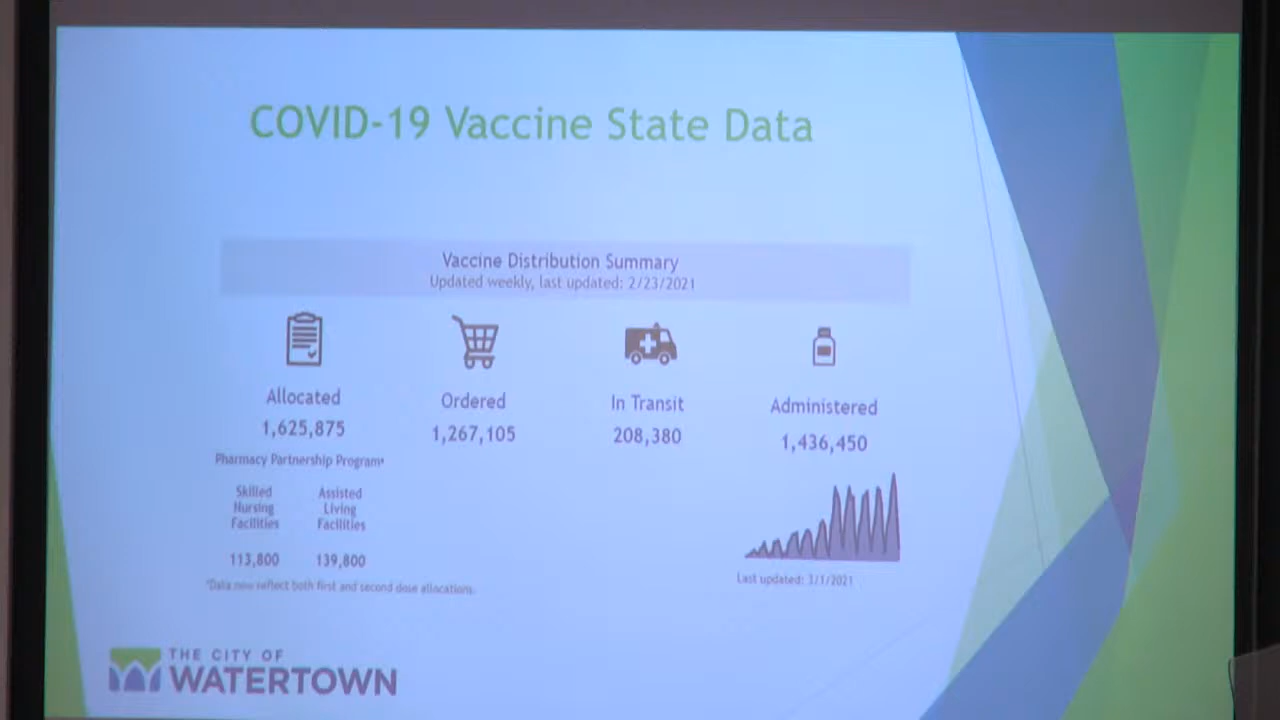 COVID-19 Vaccine State Data
Vaccine Distribution Summary
Updated weekly, last updated: 2/23/2021
Allocated
1,625,875
Ordered
1,267,105
In Transit
208,380
Administered
1,436,450
Pharmacy Partnership Program*
Skilled
Nursing
Facilities
113,800
Assisted
Living
Facilities
139,800
*Data now reflect both first and second dose allocations.
Last updated: 3/1/2021
THE CITY OF
WATERTOWN